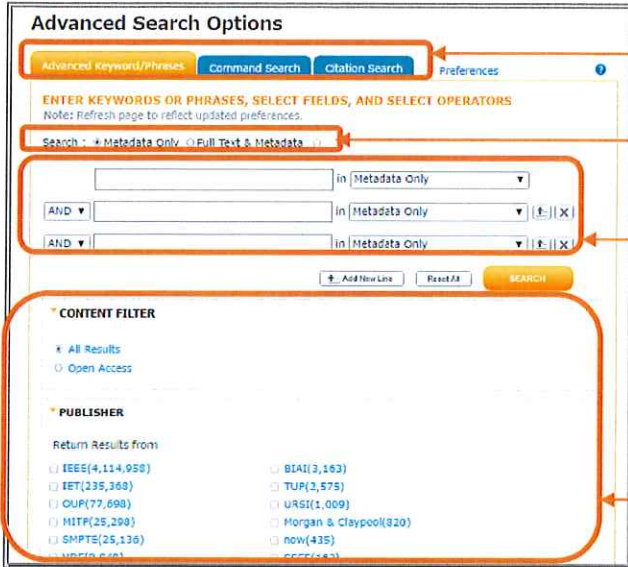 Advanced Search Options
Advanced Keyword/Phrases Command Search Citation Search Preferences
ENTER KEYWORDS OR PHRASES, SELECT FIELDS, AND SELECT OPERATORS
Note: Refresh page to reflect updated preferences.
Search : Metadata Only Full Text & Metadata
in Metadata Only
AND in Metadata Only X
AND in Metadata Only X
Add New Line Reset All SEARCH
CONTENT FILTER
All Results
Open Access
PUBLISHER
Return Results from
IEEE(4,114,958) BIAI(3,163)
IET(235,368) TUP(2,575)
OUP(77,698) URSI(1,009)
MITP(25,298) Morgan & Claypool(820)
SMPTE(25,136) now(435)